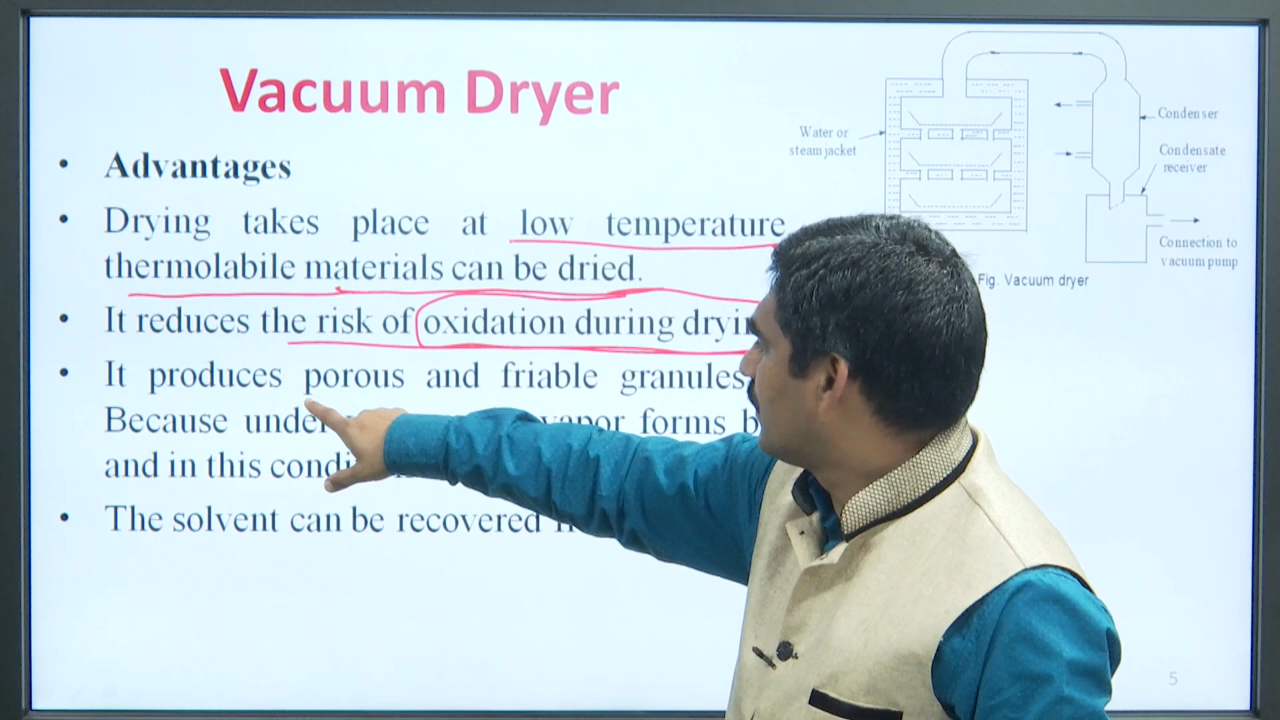 Vacuum Dryer
• Advantages
• Drying takes place at low temperature
thermolabile materials can be dried.
• It reduces the risk of oxidation during
• It produces porous and friable granules
Because under vapor forms
and in this
• The solvent can be recovered
Water or
steam jacket
Condenser
Condensate
receiver
Connection to
vacuum pump
Fig. Vacuum dryer
5